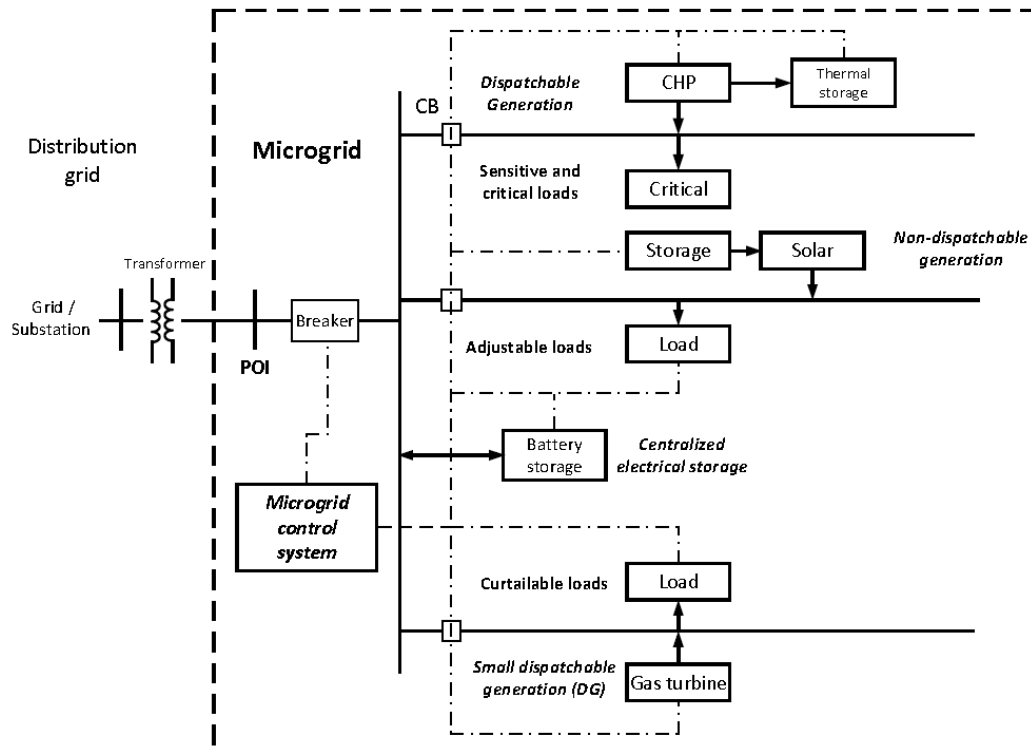 Distribution
grid
Microgrid
CB
Dispatchable
Generation
CHP
Thermal
storage
Sensitive and
critical loads
Critical
Storage
Solar
Non-dispatchable
generation
Transformer
Grid /
Substation
POI
Breaker
Adjustable loads
Load
Battery
storage
Centralized
electrical storage
Microgrid
control
system
Curtailable loads
Load
Small dispatchable
generation (DG)
Gas turbine